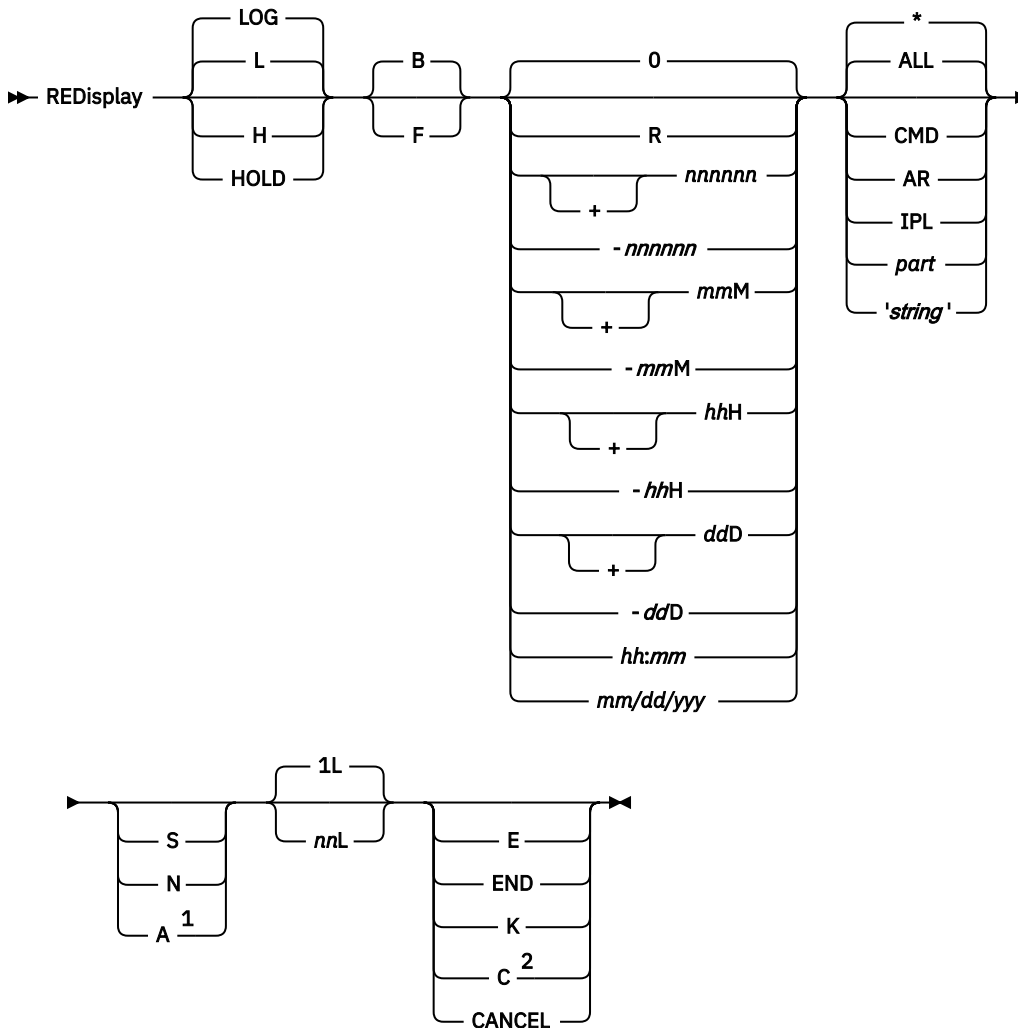 LOG
L
B
0
*
ALL
REDisplay
H
F
R
CMD
HOLD
nnnnnn
AR
+
IPL
-nnnnnn
part
mmM
'string'
+
-mmM
hhH
+
-hhH
ddD
+
-ddD
hh:mm
mm/dd/yyy
1L
S
nnL
E
N
END
A 1
K
C 2
CANCEL